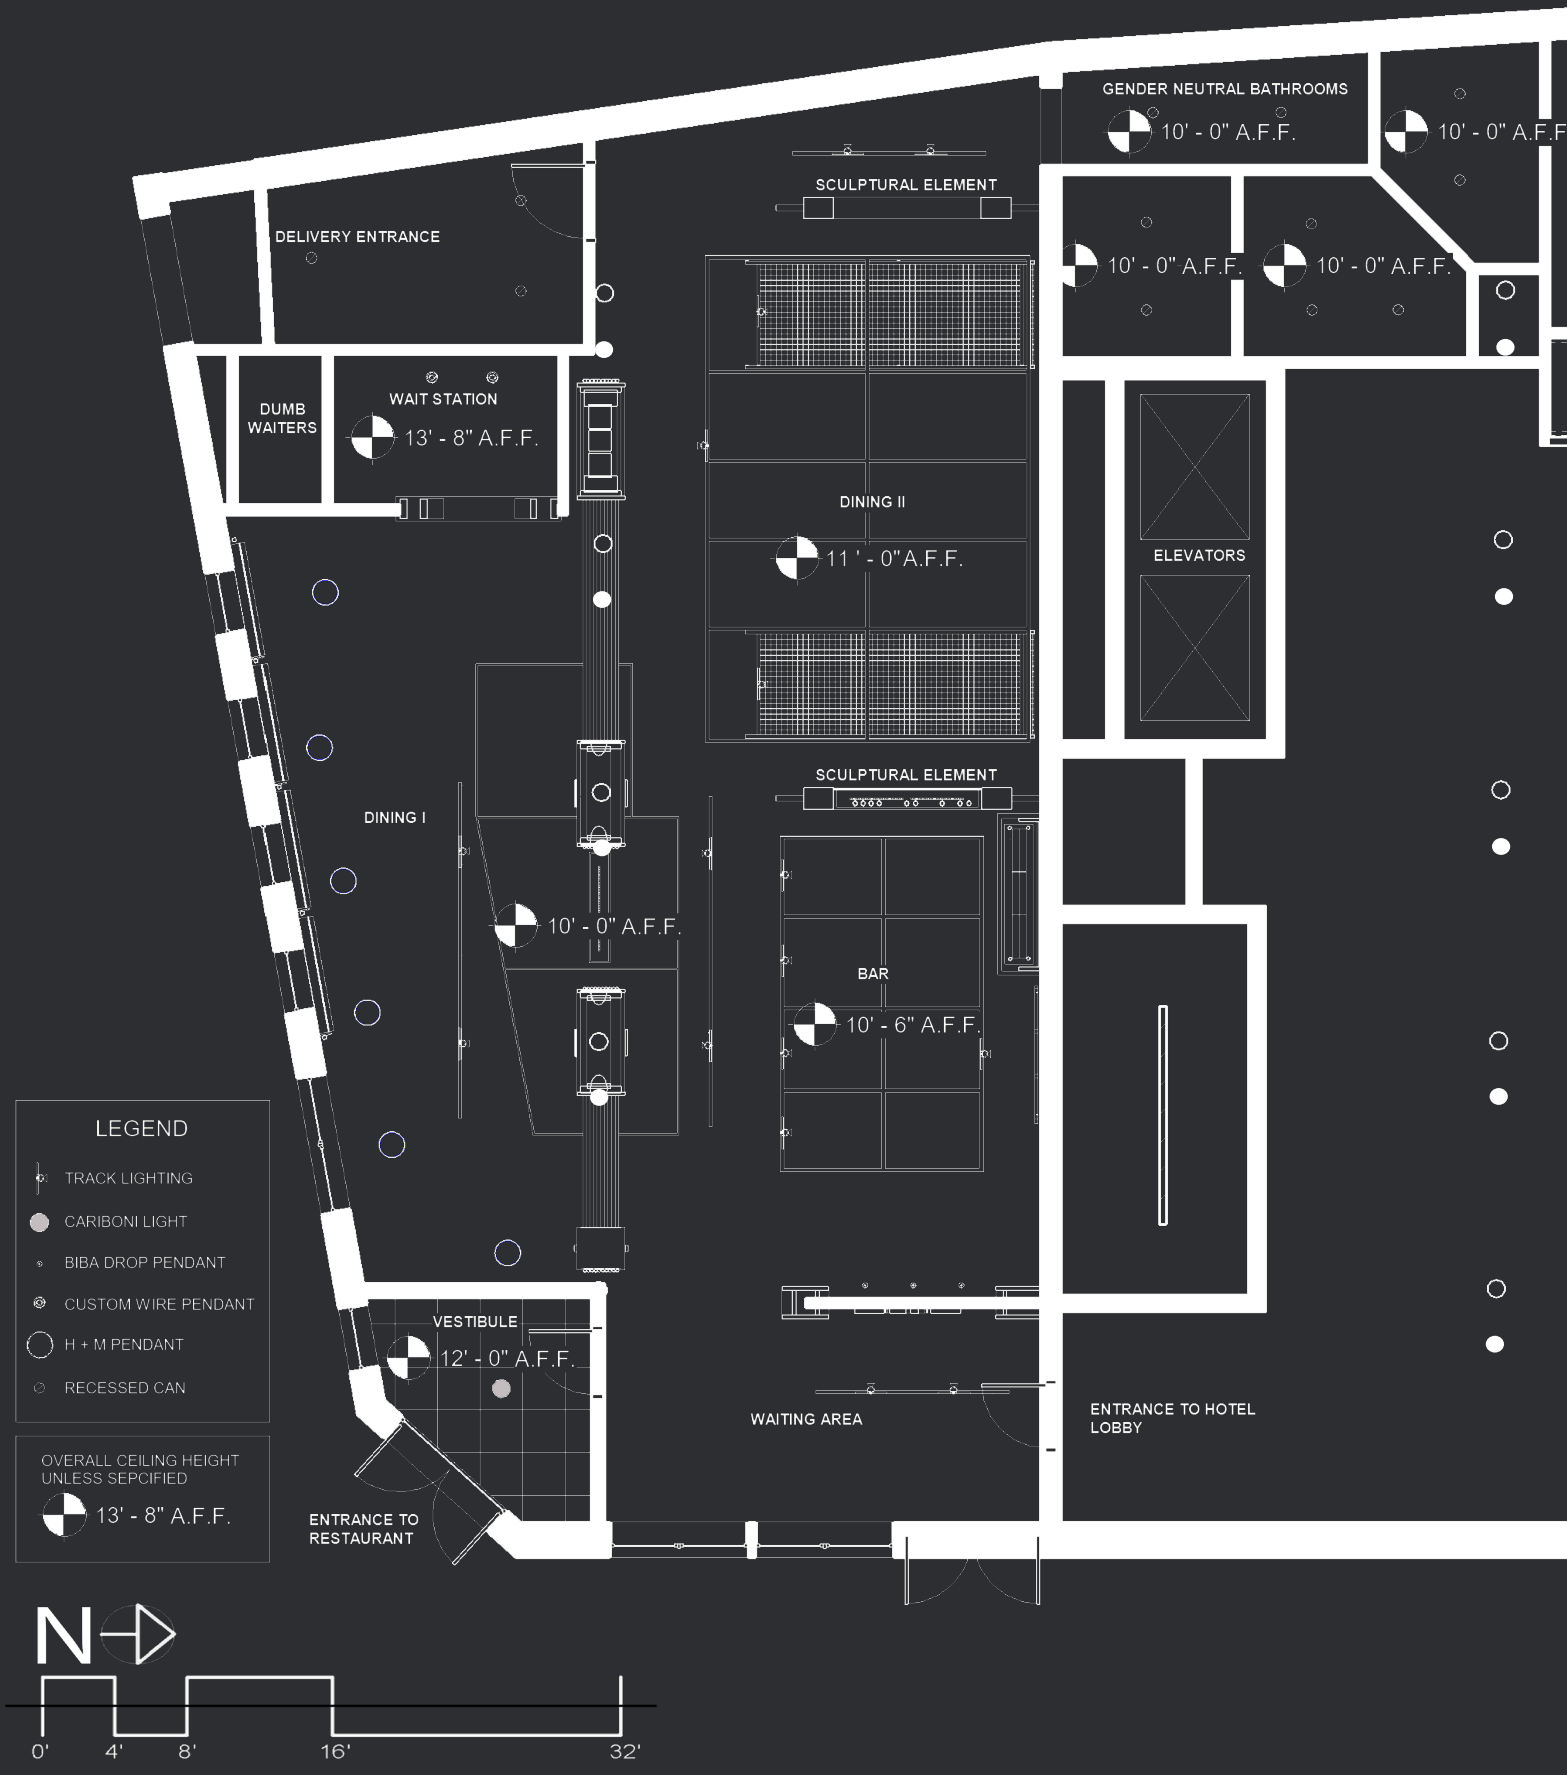 GENDER NEUTRAL BATHROOMS
10' - 0" A.F.F.
10' - 0" A.F.F
SCULPTURAL ELEMENT
DELIVERY ENTRANCE
10' - 0" A.F.F.
10' - 0" A.F.F.
WAIT STATION
DUMB
WAITERS
13' - 8" A.F.F.
DINING II
11 ' - 0" A.F.F.
ELEVATORS
SCULPTURAL ELEMENT
DINING I
10' - 0" A.F.F.
BAR
10' - 6" A.F.F.
LEGEND
TRACK LIGHTING
CARIBONI LIGHT
BIBA DROP PENDANT
CUSTOM WIRE PENDANT
H + M PENDANT
RECESSED CAN
VESTIBULE
12' - 0" A.F.F.
WAITING AREA
ENTRANCE TO HOTEL
LOBBY
OVERALL CEILING HEIGHT
UNLESS SEPCIFIED
13' - 8" A.F.F.
ENTRANCE TO
RESTAURANT
N
0' 4' 8' 16' 32'